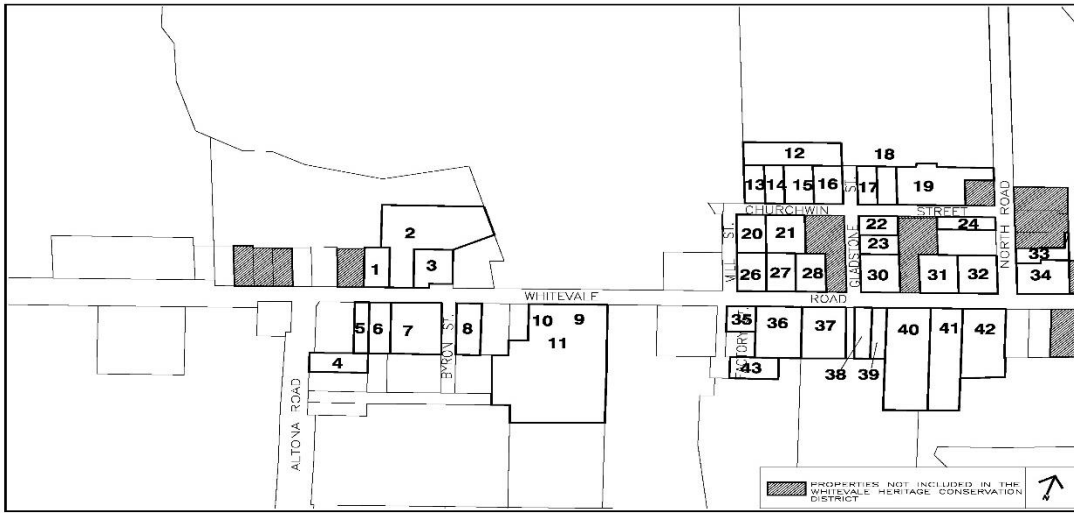 12
18
13 14 15 16 ST. 17 19
CHURCHWIN STREET
NORTH ROAD
2
1
3
MILL ST.
20 21
GLADSTONE
22
24
23
33
26 27 28
30
31 32
34
WHITEVALE ROAD
5 6 7
BYRON ST.
8
10 9
11
35
FACTORY ST.
36 37
40 41 42
4
43
38 39
ALTONA ROAD
PROPERTIES NOT INCLUDED IN THE
WHITEVALE HERITAGE CONSERVATION
DISTRICT
N